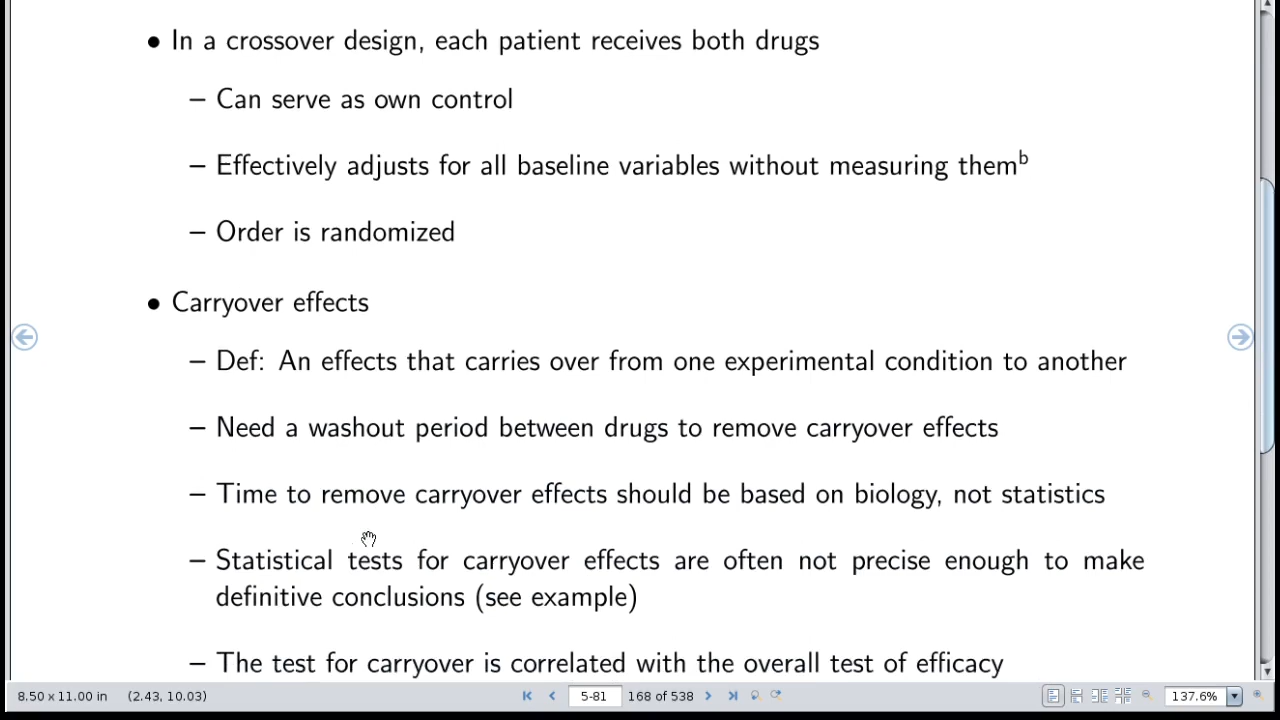 • In a crossover design, each patient receives both drugs
– Can serve as own control
– Effectively adjusts for all baseline variables without measuring themᵇ
– Order is randomized
• Carryover effects
– Def: An effects that carries over from one experimental condition to another
– Need a washout period between drugs to remove carryover effects
– Time to remove carryover effects should be based on biology, not statistics
– Statistical tests for carryover effects are often not precise enough to make
definitive conclusions (see example)
– The test for carryover is correlated with the overall test of efficacy
8.50 x 11.00 in (2.43, 10.03) 5-81 168 of 538 137.6%